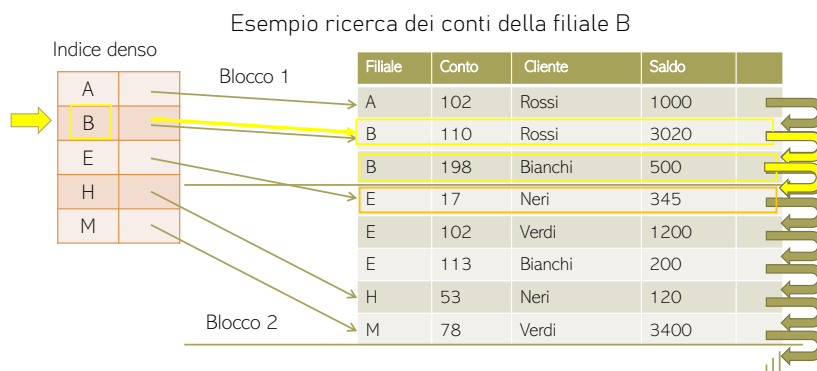 Esempio ricerca dei conti della filiale B
Indice denso
A
B
E
H
M
Blocco 1
Blocco 2
Filiale Conto Cliente Saldo
A 102 Rossi 1000
B 110 Rossi 3020
B 198 Bianchi 500
E 17 Neri 345
E 102 Verdi 1200
E 113 Bianchi 200
H 53 Neri 120
M 78 Verdi 3400